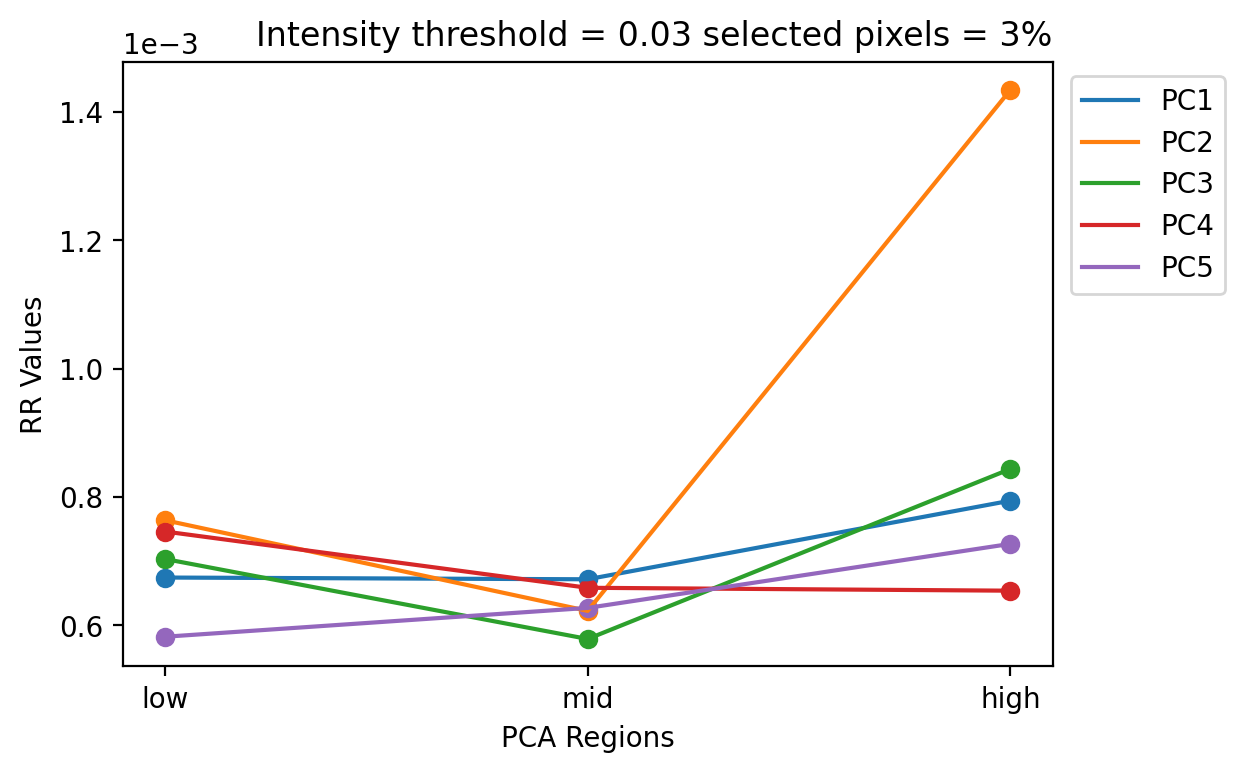 Intensity threshold = 0.03 selected pixels = 3%
1e−3
1.4
1.2
1.0
0.8
0.6
RR Values
low
mid
high
PCA Regions
PC1
PC2
PC3
PC4
PC5